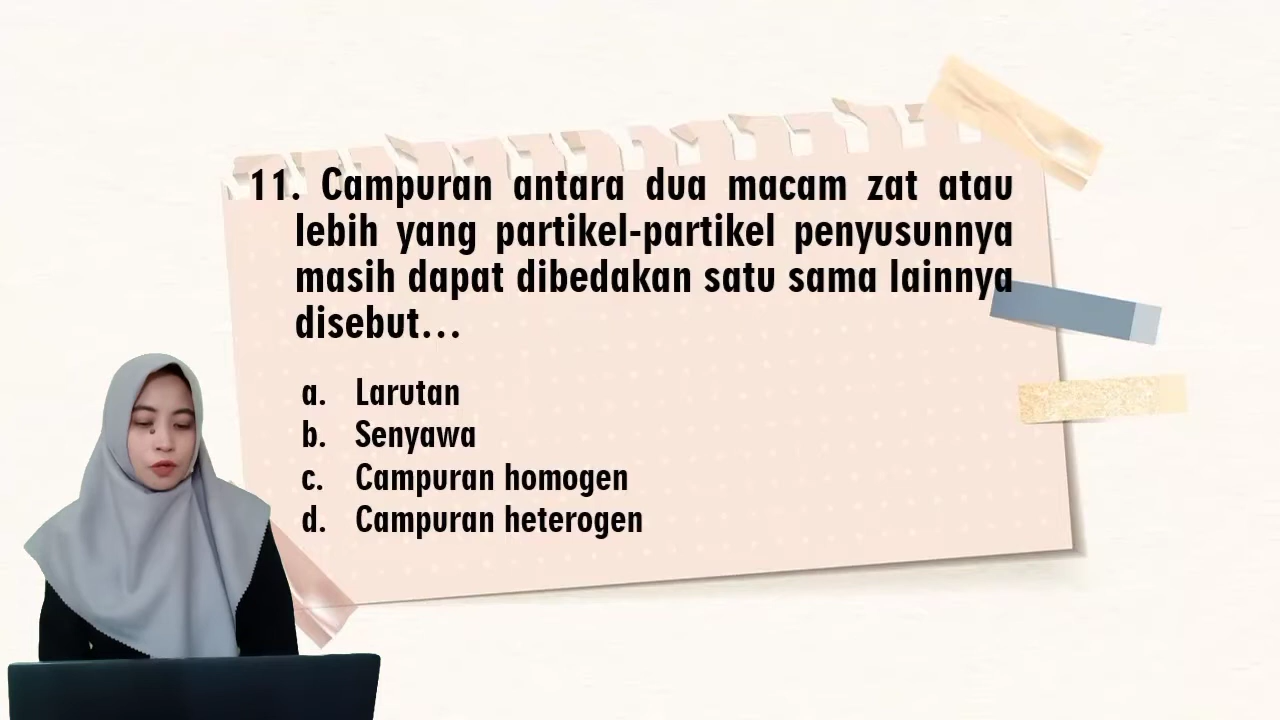 11. Campuran antara dua macam zat atau
lebih yang partikel-partikel penyusunnya
masih dapat dibedakan satu sama lainnya
disebut...
a. Larutan
b. Senyawa
c. Campuran homogen
d. Campuran heterogen